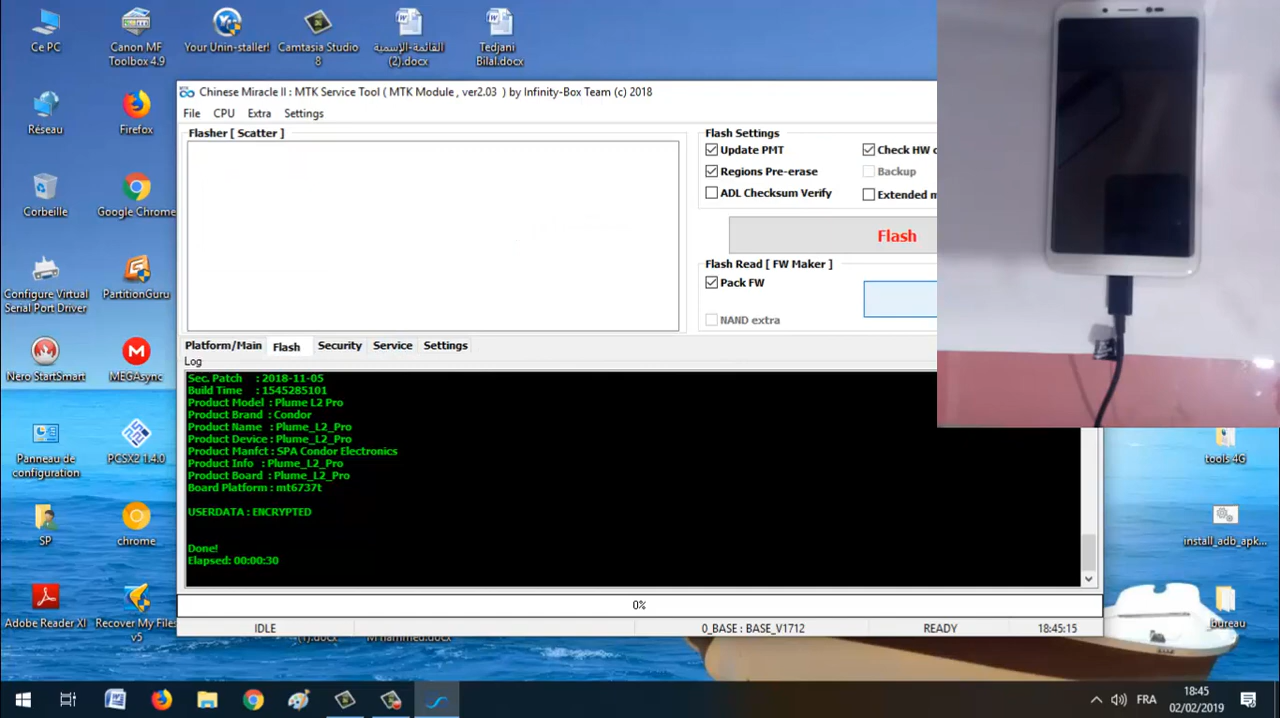 Ce PC
Canon MF
Toolbox 4.9
Your Unin-staller!
Camtasia Studio
8
القائمة-الإسمية
(2).docx
Tedjani
Bilal.docx
Réseau
Firefox
Corbeille
Google Chrome
Configure Virtual
Serial Port Driver
PartitionGuru
Nero StartSmart
MEGAsync
Panneau de
configuration
PCSX2 1.4.0
SP
chrome
Adobe Reader XI
Recover My Files
v5
Chinese Miracle II : MTK Service Tool ( MTK Module , ver2.03 ) by Infinity-Box Team (c) 2018
File CPU Extra Settings
Flasher [ Scatter ]
Flash Settings
Update PMT
Check HW c
Regions Pre-erase
Backup
ADL Checksum Verify
Extended m
Flash
Flash Read [ FW Maker ]
Pack FW
NAND extra
Platform/Main Flash Security Service Settings
Log
Sec. Patch : 2018-11-05
Build Time : 1545285101
Product Model : Plume L2 Pro
Product Brand : Condor
Product Name : Plume_L2_Pro
Product Device : Plume_L2_Pro
Product Manfct : SPA Condor Electronics
Product Info : Plume_L2_Pro
Product Board : Plume_L2_Pro
Board Platform : mt6737t
USERDATA : ENCRYPTED
Done!
Elapsed: 00:00:30
0%
IDLE 0_BASE : BASE_V1712 READY 18:45:15
tools 4G
install_adb_apk...
bureau
FRA
18:45
02/02/2019